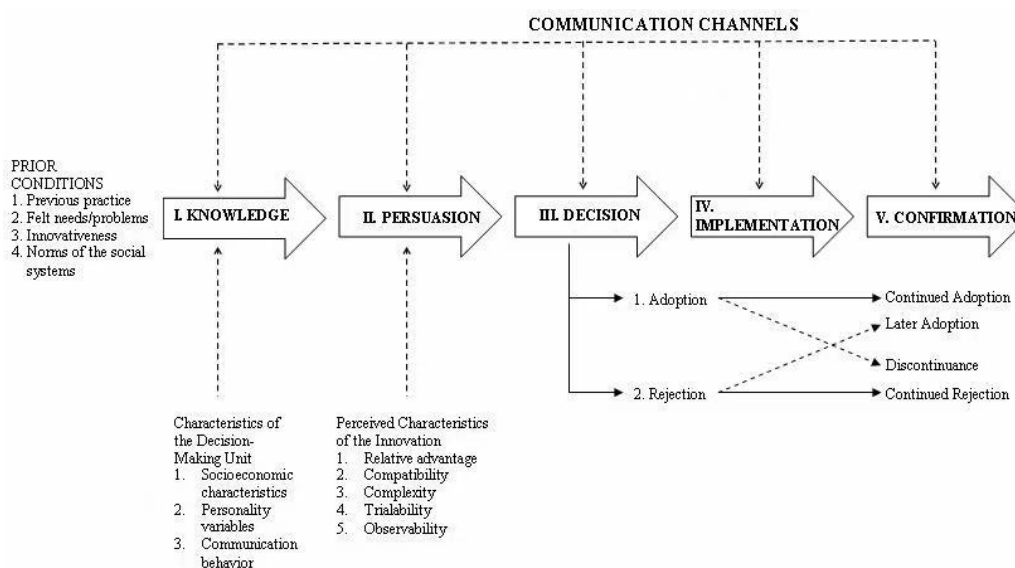 COMMUNICATION CHANNELS
PRIOR
CONDITIONS
1. Previous practice
2. Felt needs/problems
3. Innovativeness
4. Norms of the social
systems
I. KNOWLEDGE
II. PERSUASION
III. DECISION
IV.
IMPLEMENTATION
V. CONFIRMATION
1. Adoption
2. Rejection
Continued Adoption
Later Adoption
Discontinuance
Continued Rejection
Characteristics of
the Decision-
Making Unit
1. Socioeconomic
characteristics
2. Personality
variables
3. Communication
behavior
Perceived Characteristics
of the Innovation
1. Relative advantage
2. Compatibility
3. Complexity
4. Trialability
5. Observability